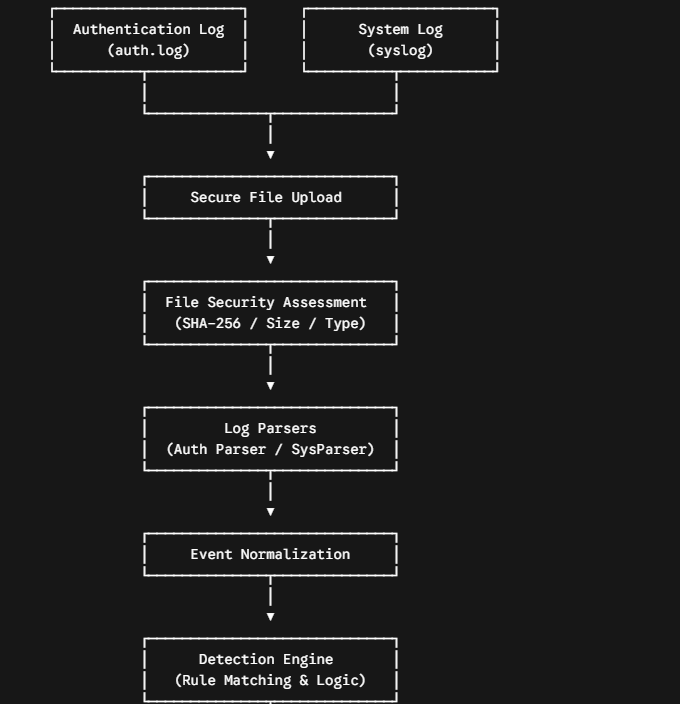 Authentication Log
(auth.log)
System Log
(syslog)
Secure File Upload
File Security Assessment
(SHA-256 / Size / Type)
Log Parsers
(Auth Parser / SysParser)
Event Normalization
Detection Engine
(Rule Matching & Logic)